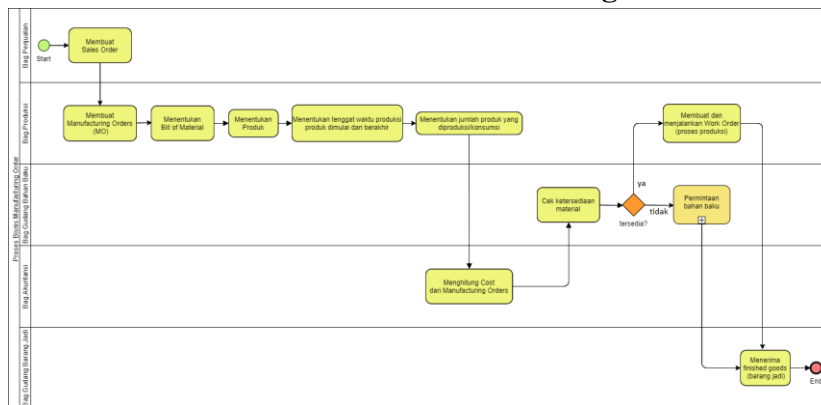 Proses Bisnis Manufacturing Order
Bag Penjualan
Start
Membuat
Sales Order
Bag Produksi
Membuat
Manufacturing Orders
(MO)
Menentukan
Bill of Material
Menentukan
Produk
Menentukan tenggat waktu produksi
produk dimulai dan berakhir
Menentukan jumlah produk yang
diproduksi/konsumsi
Membuat dan
menjalankan Work Order
(proses produksi)
Bag Gudang Bahan Baku
Cek ketersediaan
material
tersedia?
ya
tidak
Permintaan
bahan baku
Bag Akuntansi
Menghitung Cost
dari Manufacturing Orders
Bag Gudang Barang Jadi
Menerima
finished goods
(barang jadi)
End